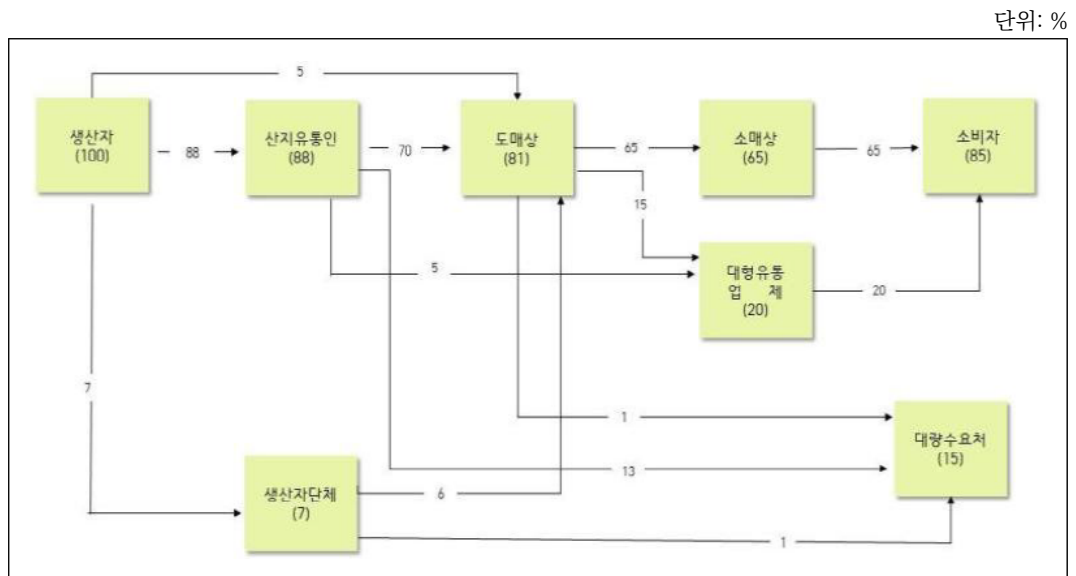 단위: %
5
생산자
(100)
88
산지유통인
(88)
70
도매상
(81)
65
소매상
(65)
65
소비자
(85)
15
5
대형유통
업 체
(20)
20
7
1
대량수요처
(15)
13
생산자단체
(7)
6
1